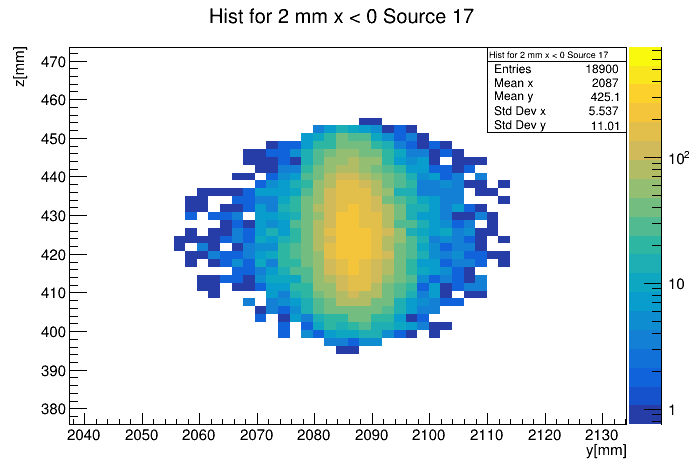 Hist for 2 mm x < 0 Source 17
z[mm]
Hist for 2 mm x < 0 Source 17
Entries 18900
Mean x 2087
Mean y 425.1
Std Dev x 5.537
Std Dev y 11.01
470
460
450
440
430
420
410
400
390
380
10²
10
1
2040 2050 2060 2070 2080 2090 2100 2110 2120 2130
y[mm]